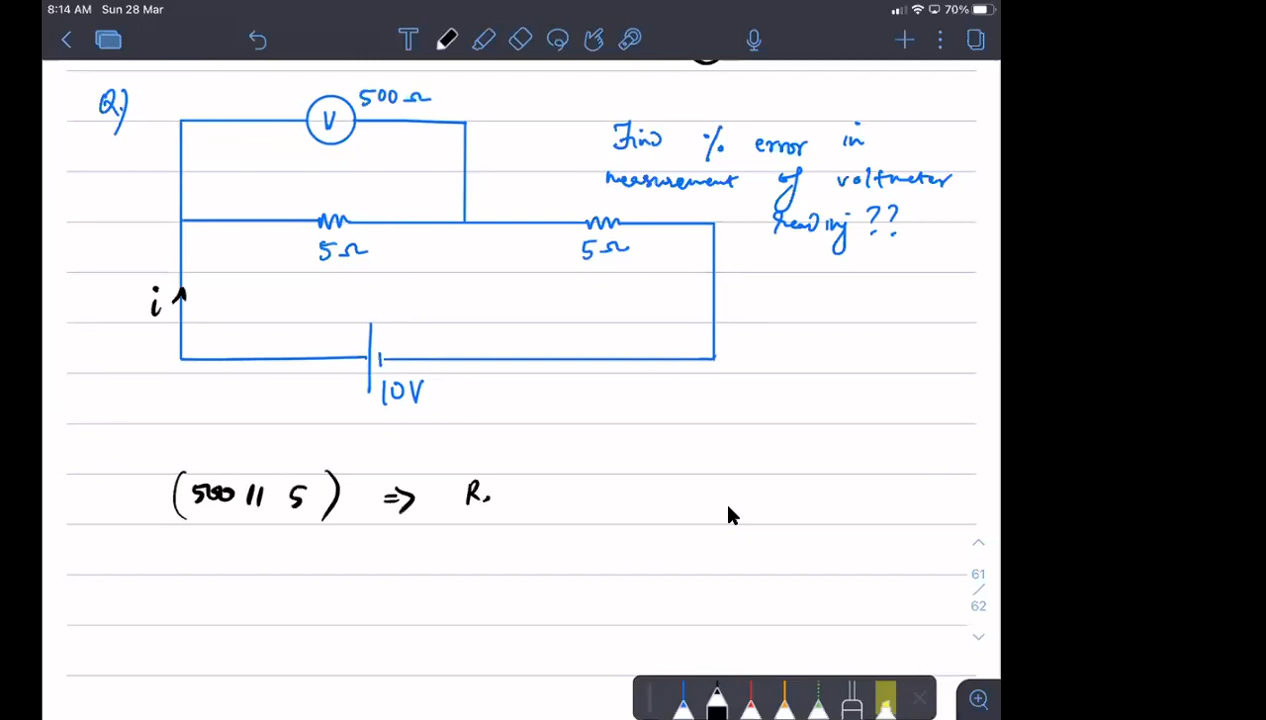 8:14 AM Sun 28 Mar
70%
T
Q.)
500Ω
V
Find % error in
measurement of voltmeter
reading ??
5Ω
5Ω
i
10V
(500 || 5) => R.
61
62